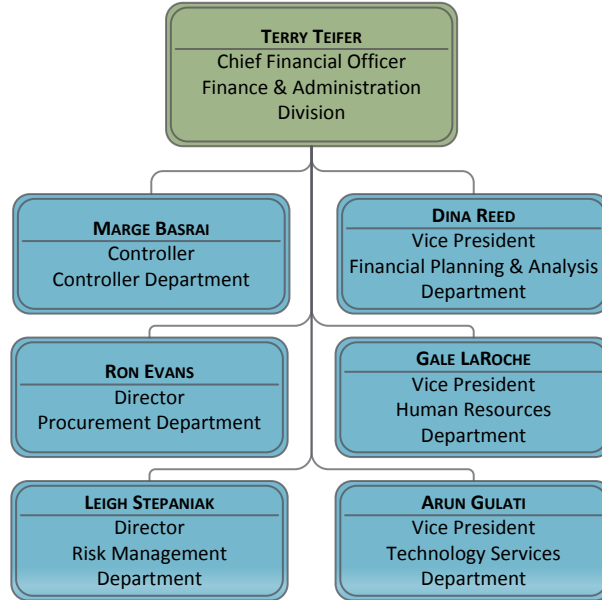 TERRY TEIFER
Chief Financial Officer
Finance & Administration
Division
MARGE BASRAI
Controller
Controller Department
DINA REED
Vice President
Financial Planning & Analysis
Department
RON EVANS
Director
Procurement Department
GALE LAROCHE
Vice President
Human Resources
Department
LEIGH STEPANIAK
Director
Risk Management
Department
ARUN GULATI
Vice President
Technology Services
Department